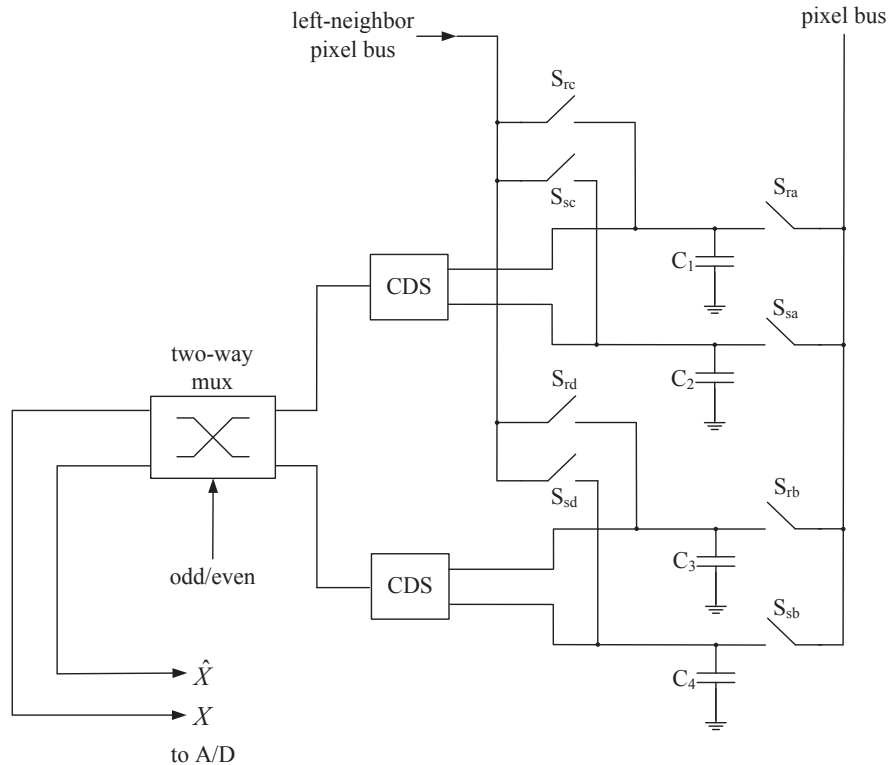 left-neighbor
pixel bus
pixel bus
S_rc
S_sc
S_ra
C_1
CDS
S_sa
C_2
two-way
mux
S_rd
S_sd
S_rb
odd/even
CDS
C_3
S_sb
C_4
X̂
X
to A/D